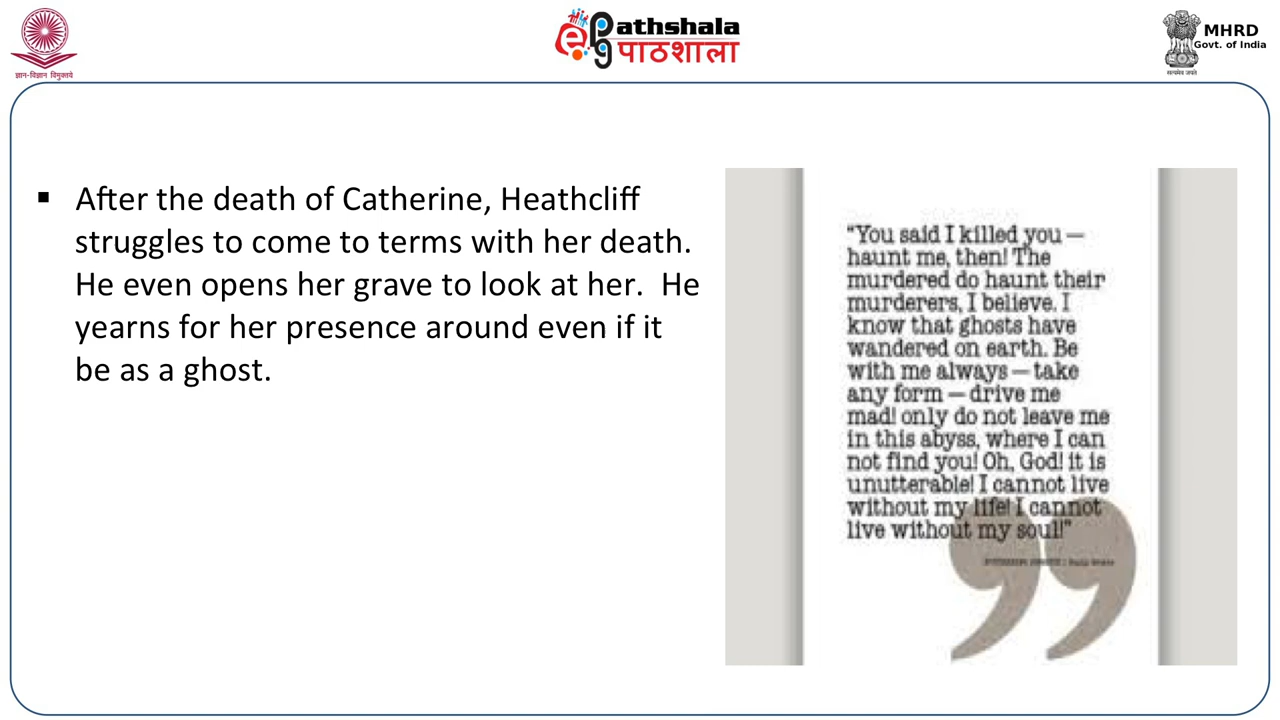 ज्ञान-विज्ञान विमुक्तये
ePathshala
पाठशाला
MHRD
Govt. of India
सत्यमेव जयते
▪ After the death of Catherine, Heathcliff
struggles to come to terms with her death.
He even opens her grave to look at her.  He
yearns for her presence around even if it
be as a ghost.
“You said I killed you —
haunt me, then! The
murdered do haunt their
murderers, I believe. I
know that ghosts have
wandered on earth. Be
with me always — take
any form — drive me
mad! only do not leave me
in this abyss, where I can
not find you! Oh, God! it is
unutterable! I cannot live
without my life! I cannot
live without my soul!”